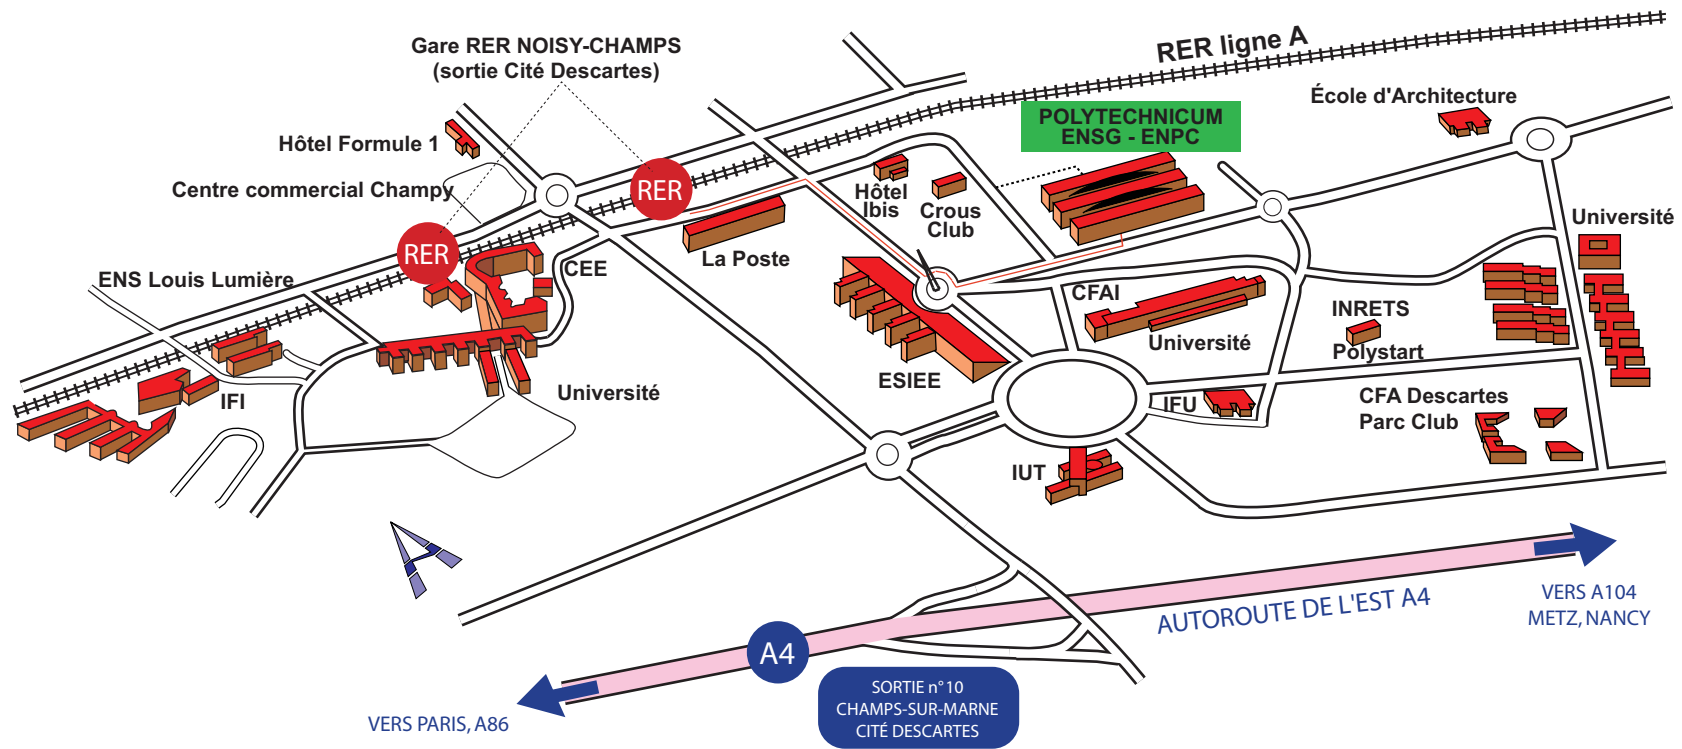 Gare RER NOISY-CHAMPS
(sortie Cité Descartes)
RER ligne A
École d'Architecture
POLYTECHNICUM
ENSG - ENPC
Hôtel Formule 1
Centre commercial Champy
RER
RER
Hôtel
Ibis
Crous
Club
Université
La Poste
CEE
ENS Louis Lumière
CFAI
Université
INRETS
Polystart
ESIEE
IFI
Université
IFU
CFA Descartes
Parc Club
IUT
AUTOROUTE DE L'EST A4
VERS A104
METZ, NANCY
A4
SORTIE n°10
CHAMPS-SUR-MARNE
CITÉ DESCARTES
VERS PARIS, A86